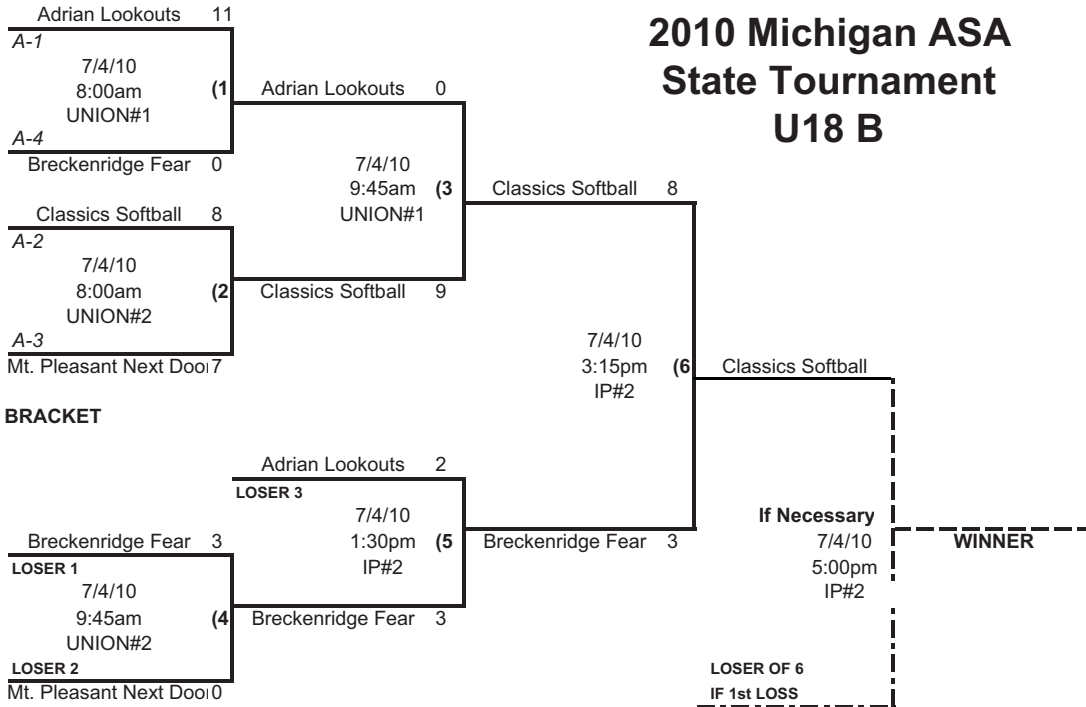 2010 Michigan ASA
State Tournament
U18 B
Adrian Lookouts 11
A-1
7/4/10
8:00am (1
UNION#1
A-4
Breckenridge Fear 0
Adrian Lookouts 0
7/4/10
9:45am (3
UNION#1
Classics Softball 9
Classics Softball 8
A-2
7/4/10
8:00am (2
UNION#2
A-3
Mt. Pleasant Next Door 7
Classics Softball 8
7/4/10
3:15pm (6
IP#2
Classics Softball
BRACKET
Adrian Lookouts 2
LOSER 3
7/4/10
1:30pm (5
IP#2
Breckenridge Fear 3
Breckenridge Fear 3
LOSER 1
7/4/10
9:45am (4
UNION#2
LOSER 2
Mt. Pleasant Next Door 0
Breckenridge Fear 3
If Necessary
7/4/10
5:00pm
IP#2
WINNER
LOSER OF 6
IF 1st LOSS